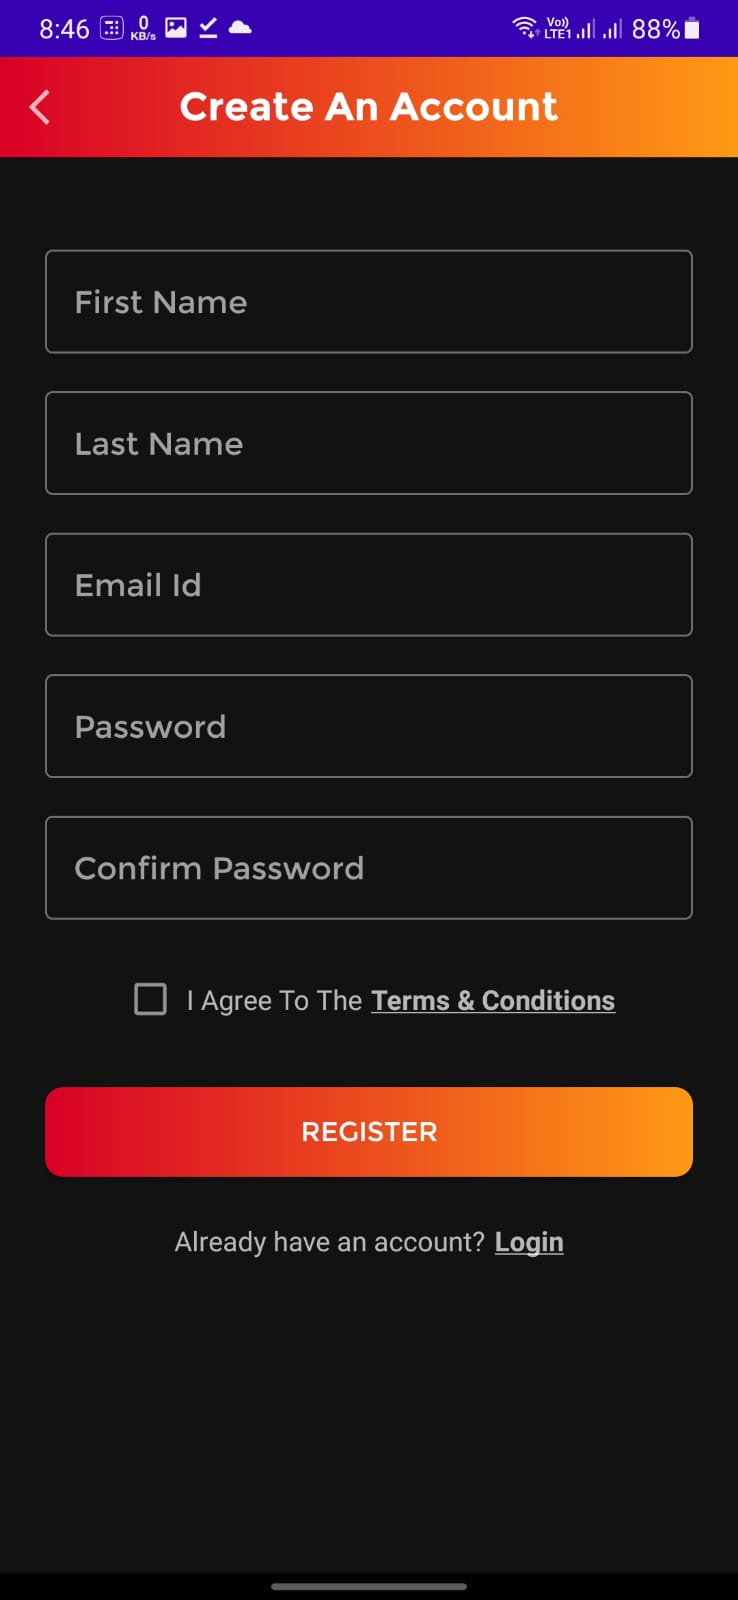 8:46 0 KB/s Vo)) LTE1 88%
Create An Account
First Name
Last Name
Email Id
Password
Confirm Password
I Agree To The Terms & Conditions
REGISTER
Already have an account? Login